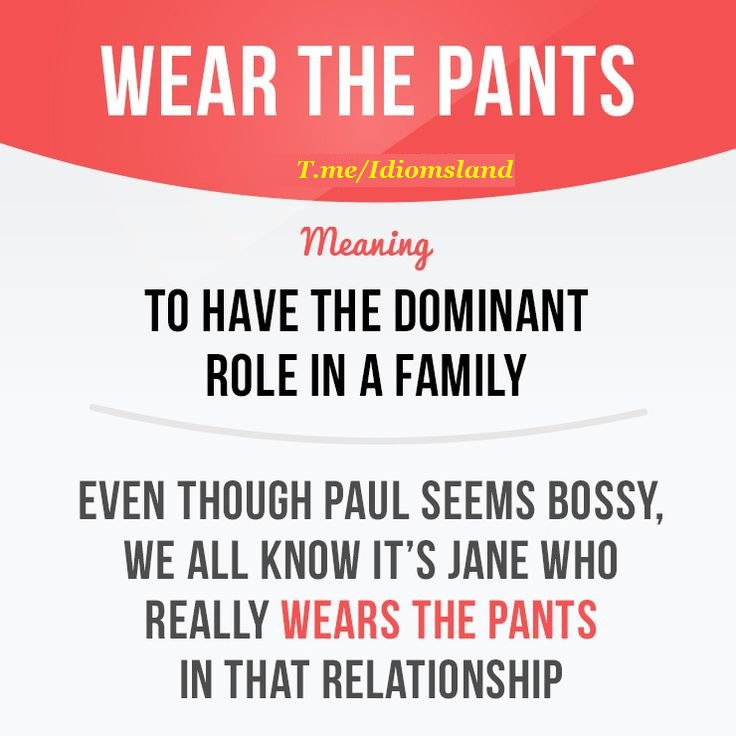 WEAR THE PANTS
T.me/Idiomsland
Meaning
TO HAVE THE DOMINANT
ROLE IN A FAMILY
EVEN THOUGH PAUL SEEMS BOSSY,
WE ALL KNOW IT’S JANE WHO
REALLY WEARS THE PANTS
IN THAT RELATIONSHIP